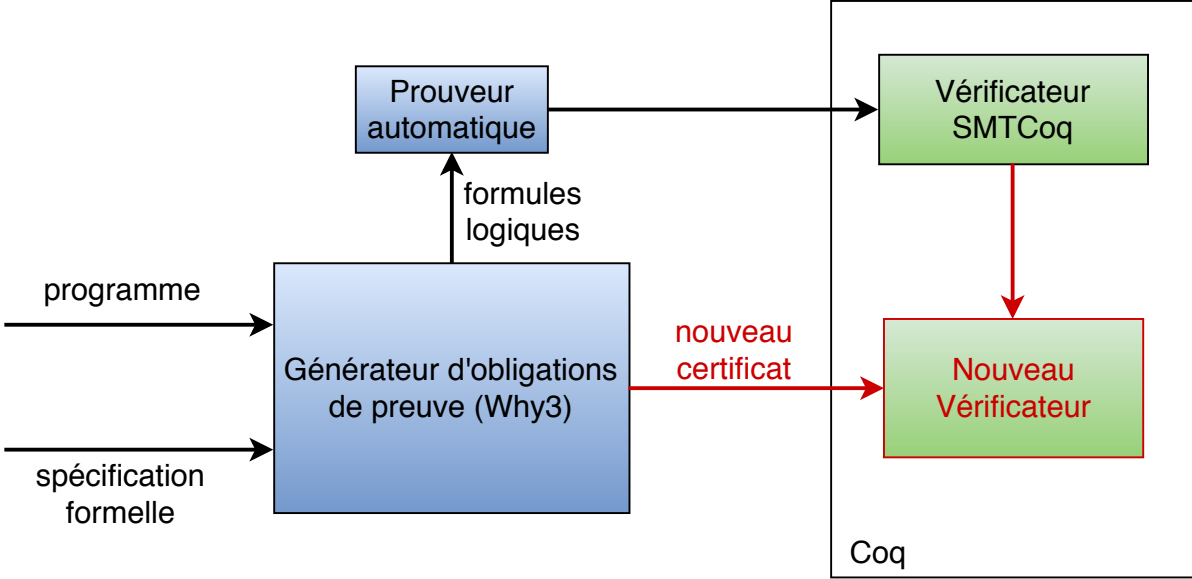 Prouveur
automatique
Vérificateur
SMTCoq
formules
logiques
programme
Générateur d'obligations
de preuve (Why3)
nouveau
certificat
Nouveau
Vérificateur
spécification
formelle
Coq